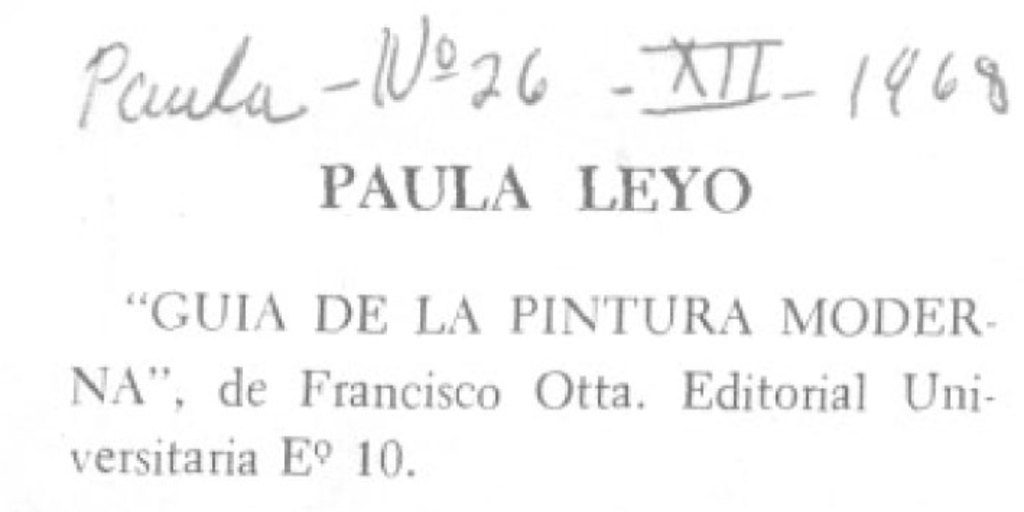 Paula - Nº 26 - XII - 1968
PAULA LEYO
“GUIA DE LA PINTURA MODER-
NA”, de Francisco Otta. Editorial Uni-
versitaria Eº 10.